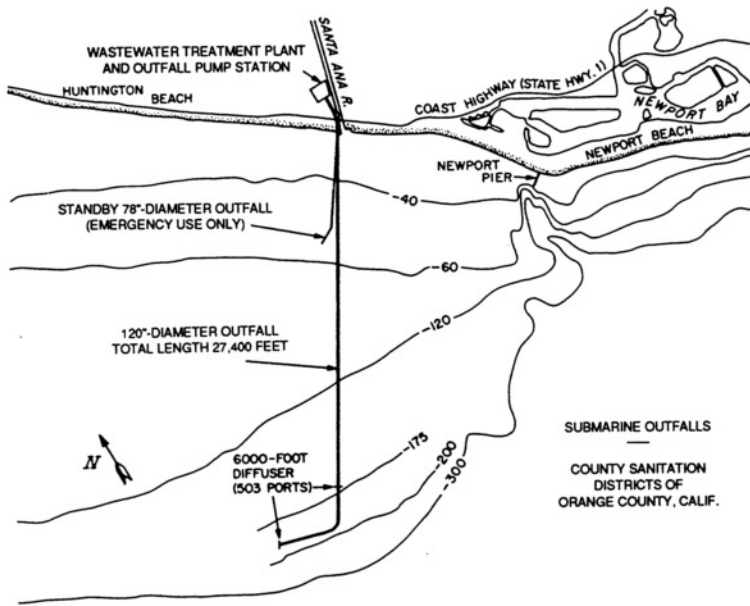 SANTA ANA R.
WASTEWATER TREATMENT PLANT
AND OUTFALL PUMP STATION
HUNTINGTON
BEACH
COAST HIGHWAY (STATE HWY. 1)
NEWPORT BAY
NEWPORT BEACH
NEWPORT
PIER
-40
STANDBY 78"-DIAMETER OUTFALL
(EMERGENCY USE ONLY)
-60
-120
120"-DIAMETER OUTFALL
TOTAL LENGTH 27,400 FEET
N
6000-FOOT
DIFFUSER
(503 PORTS)
-175
-200
-300
SUBMARINE OUTFALLS
COUNTY SANITATION
DISTRICTS OF
ORANGE COUNTY, CALIF.